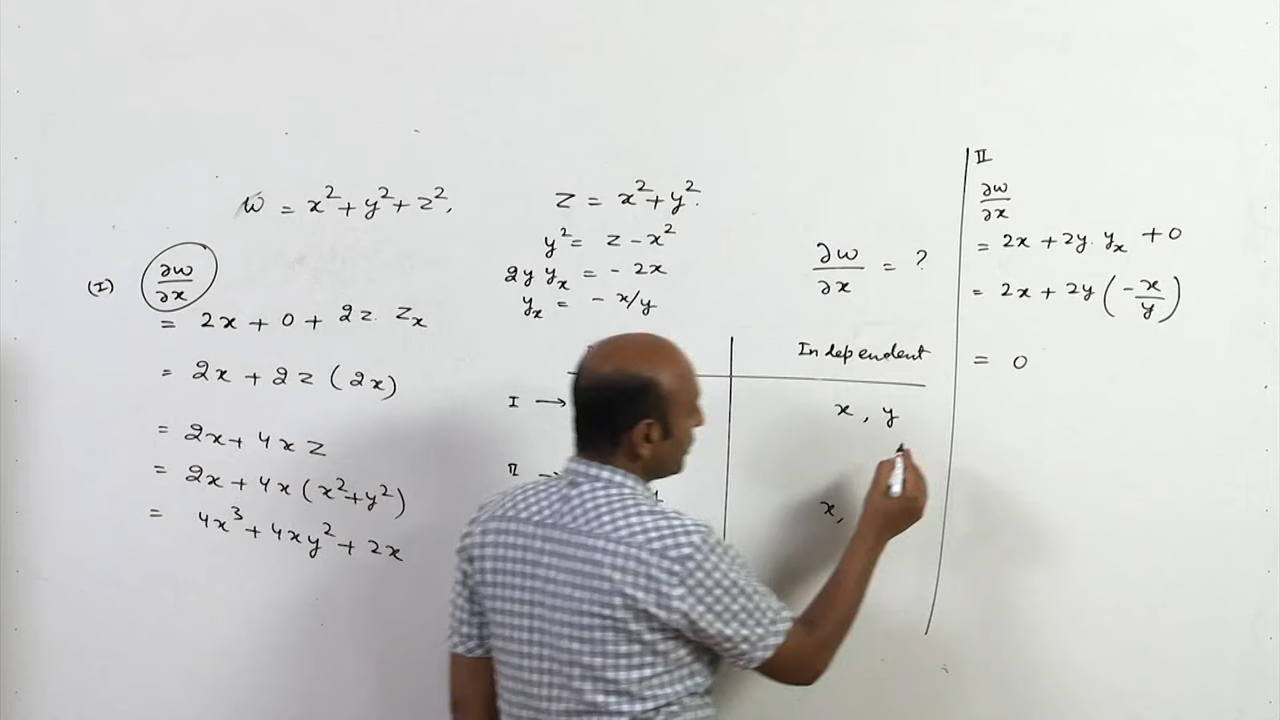 w = x² + y² + z²,
z = x² + y².
y² = z - x²
2y yₓ = - 2x
yₓ = - x/y
∂w/∂x = ?
(I) ∂w/∂x
= 2x + 0 + 2z. zₓ
= 2x + 2z (2x)
= 2x + 4xz
= 2x + 4x (x² + y²)
= 4x³ + 4xy² + 2x
Independent
I → x, y
II → x,
II
∂w/∂x
= 2x + 2y. yₓ + 0
= 2x + 2y (-x/y)
= 0